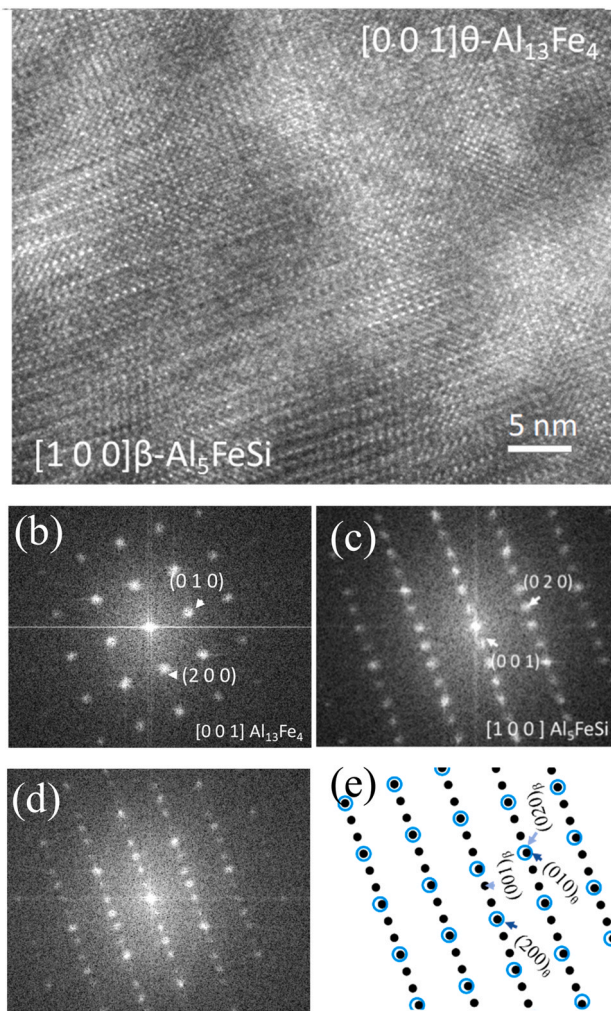 [0 0 1]θ-Al₁₃Fe₄
5 nm
[1 0 0]β-Al₅FeSi
(b)
(0 1 0)
(2 0 0)
[0 0 1] Al₁₃Fe₄
(c)
(0 2 0)
(0 0 1)
[1 0 0] Al₅FeSi
(d)
(e)
(020)β
(001)β
(010)θ
(200)θ